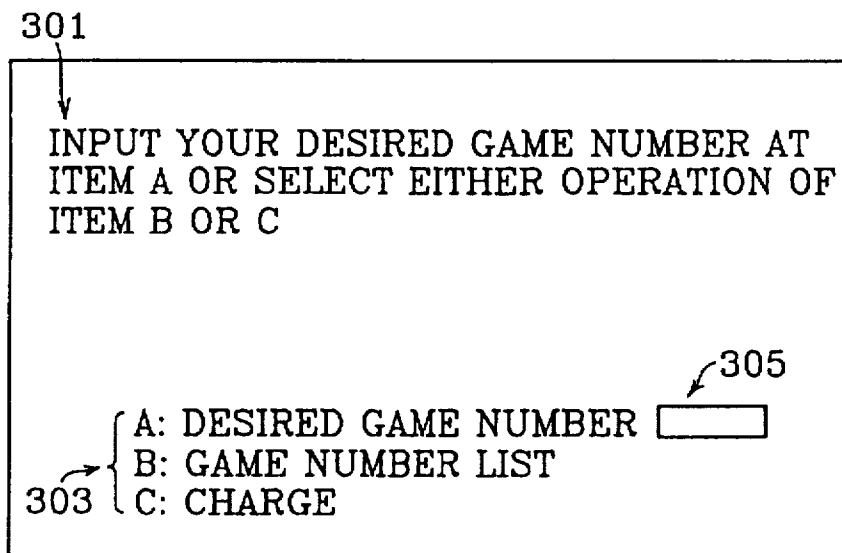 301
INPUT YOUR DESIRED GAME NUMBER AT
ITEM A OR SELECT EITHER OPERATION OF
ITEM B OR C
305
A: DESIRED GAME NUMBER
B: GAME NUMBER LIST
303
C: CHARGE